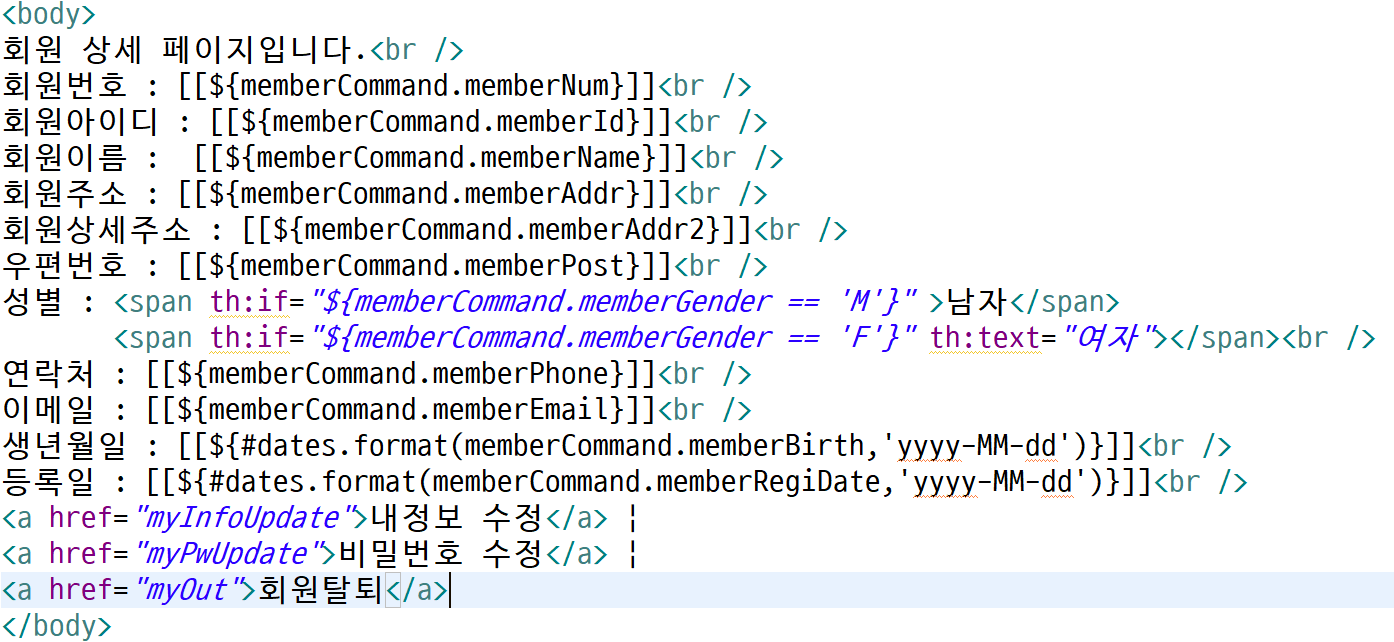 <body>
회원 상세 페이지입니다.<br />
회원번호 : [[${memberCommand.memberNum}]]<br />
회원아이디 : [[${memberCommand.memberId}]]<br />
회원이름 :  [[${memberCommand.memberName}]]<br />
회원주소 : [[${memberCommand.memberAddr}]]<br />
회원상세주소 : [[${memberCommand.memberAddr2}]]<br />
우편번호 : [[${memberCommand.memberPost}]]<br />
성별 : <span th:if="${memberCommand.memberGender == 'M'}" >남자</span>
       <span th:if="${memberCommand.memberGender == 'F'}" th:text="여자"></span><br />
연락처 : [[${memberCommand.memberPhone}]]<br />
이메일 : [[${memberCommand.memberEmail}]]<br />
생년월일 : [[${#dates.format(memberCommand.memberBirth,'yyyy-MM-dd')}]]<br />
등록일 : [[${#dates.format(memberCommand.memberRegiDate,'yyyy-MM-dd')}]]<br />
<a href="myInfoUpdate">내정보 수정</a> |
<a href="myPwUpdate">비밀번호 수정</a> |
<a href="myOut">회원탈퇴</a>
</body>